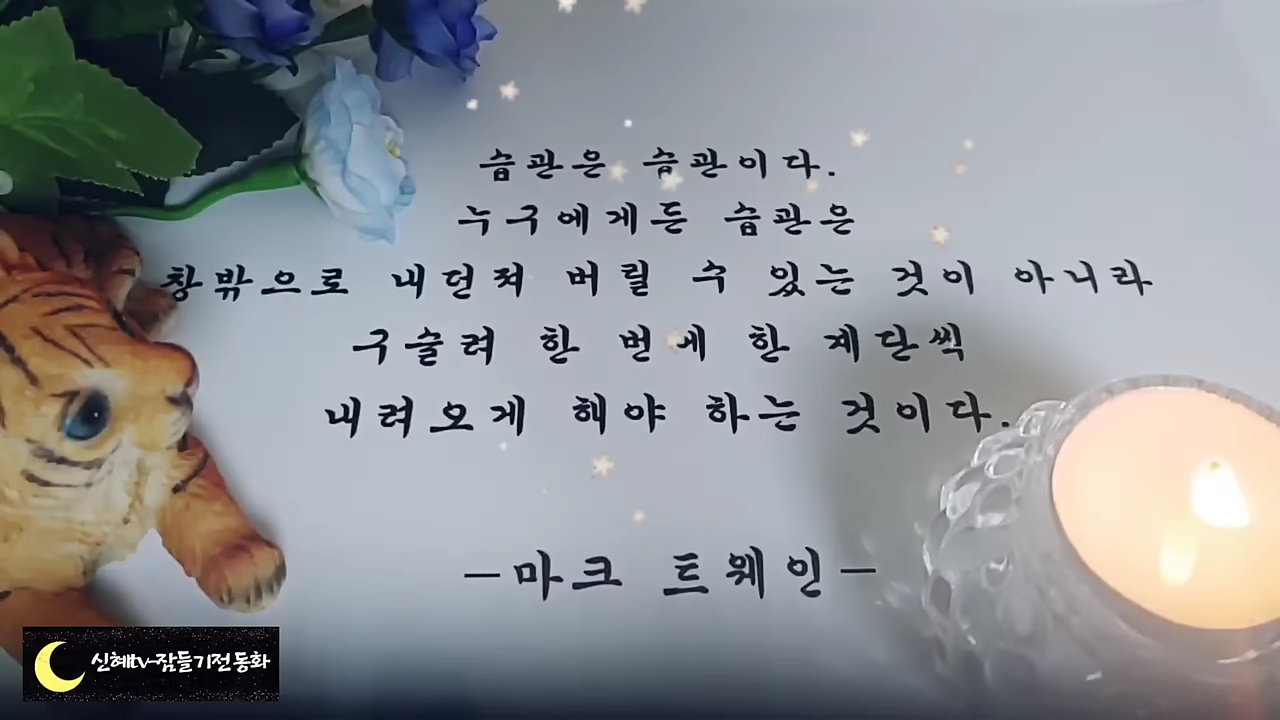 습관은 습관이다.
누구에게든 습관은
창밖으로 내던져 버릴 수 있는 것이 아니라
구슬려 한 번에 한 계단씩
내려오게 해야 하는 것이다.
-마크 트웨인-
신혜tv-잠들기전 동화